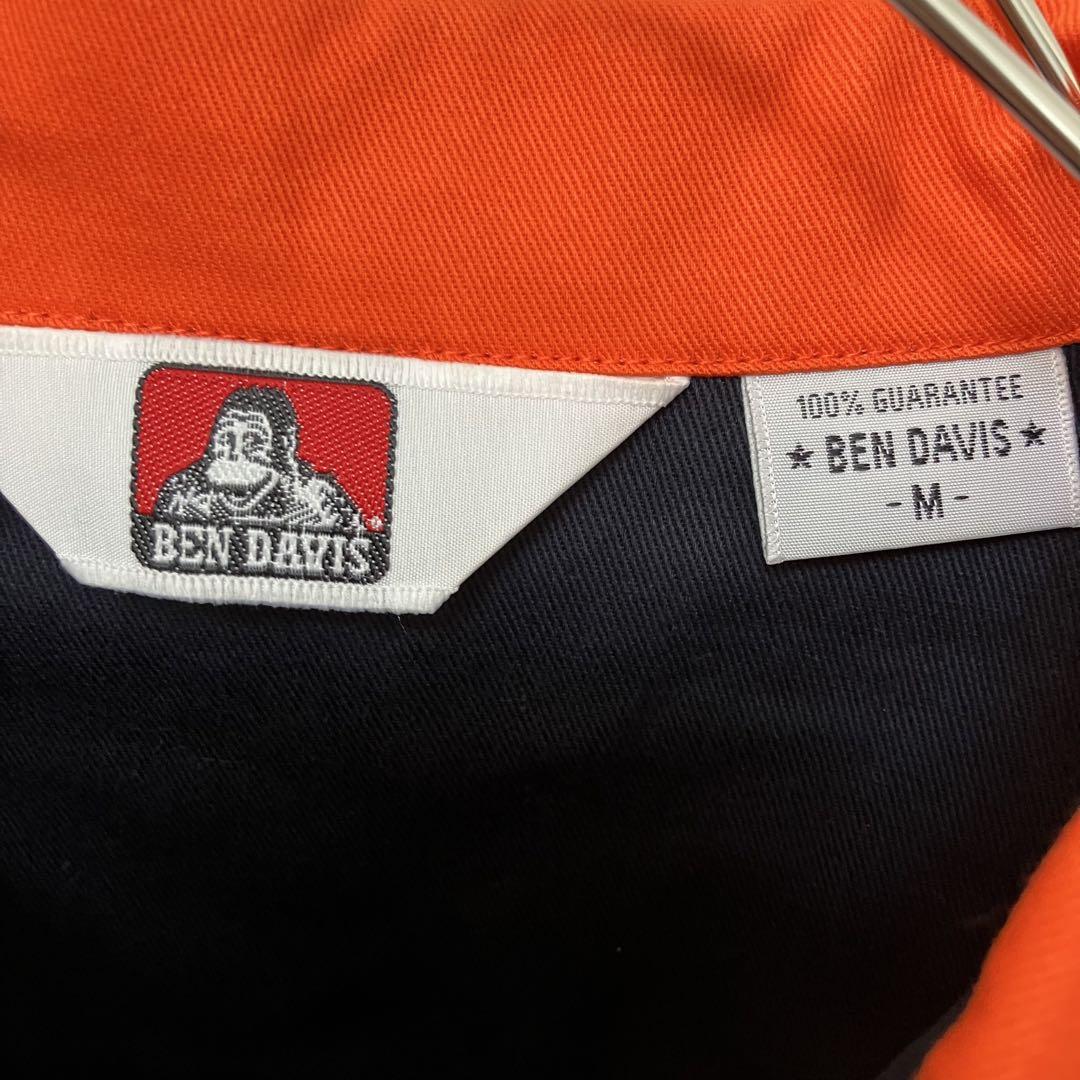 BEN DAVIS
100% GUARANTEE
★ BEN DAVIS ★
- M -